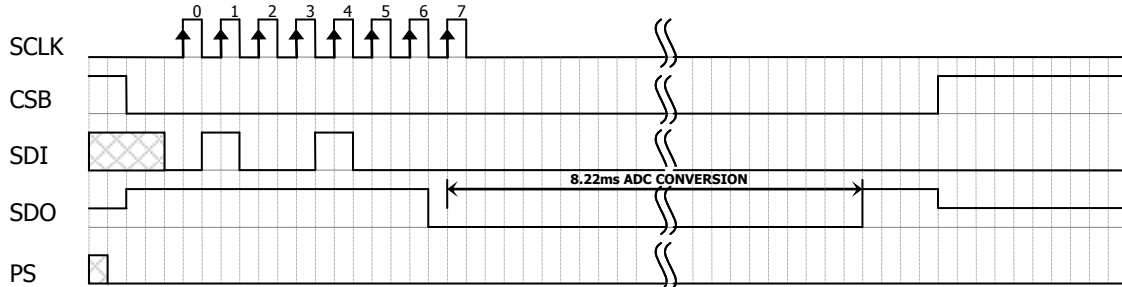 0 1 2 3 4 5 6 7
SCLK
CSB
SDI
8.22ms ADC CONVERSION
SDO
PS